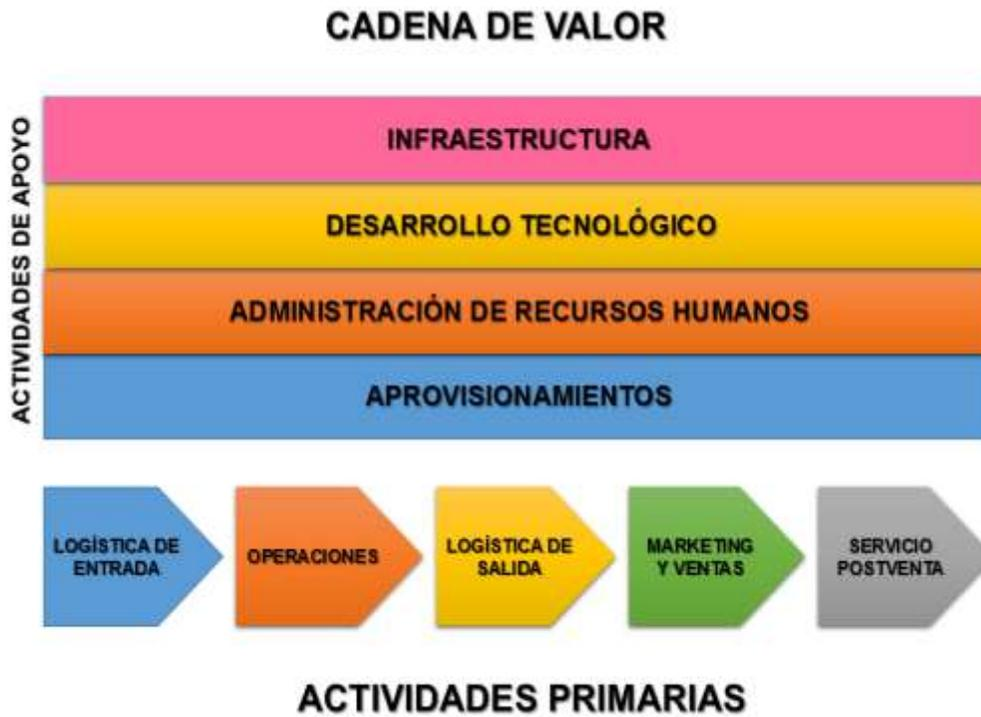 CADENA DE VALOR
ACTIVIDADES DE APOYO
INFRAESTRUCTURA
DESARROLLO TECNOLÓGICO
ADMINISTRACIÓN DE RECURSOS HUMANOS
APROVISIONAMIENTOS
LOGÍSTICA DE
ENTRADA
OPERACIONES
LOGÍSTICA DE
SALIDA
MARKETING
Y VENTAS
SERVICIO
POSTVENTA
ACTIVIDADES PRIMARIAS